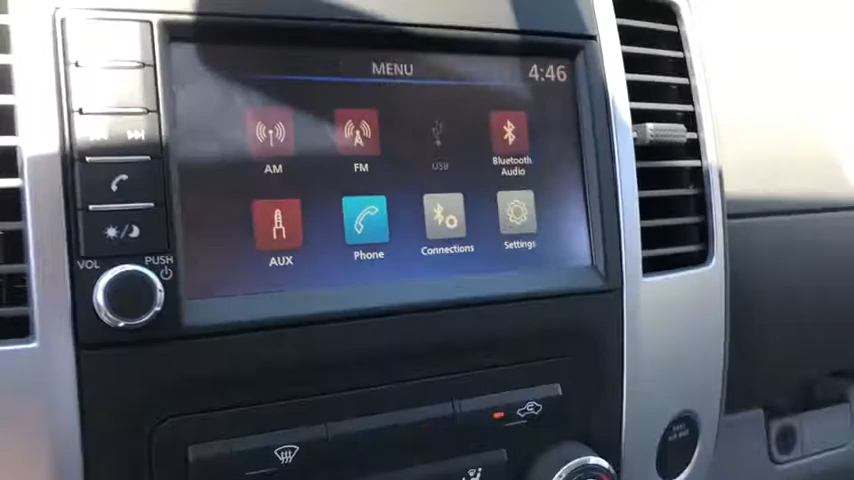 MENU
4:46
AM
FM
USB
Bluetooth
Audio
AUX
Phone
Connections
Settings
VOL
PUSH